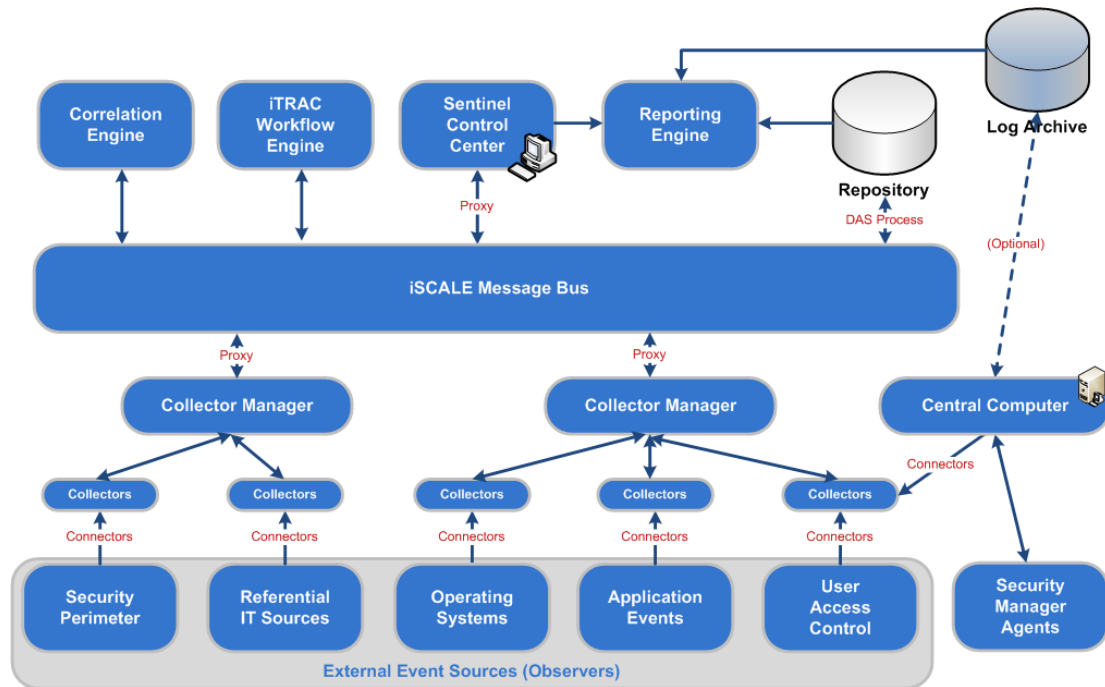 Correlation
Engine
iTRAC
Workflow
Engine
Sentinel
Control
Center
Reporting
Engine
Log Archive
Repository
Proxy
DAS Process
(Optional)
iSCALE Message Bus
Proxy
Proxy
Collector Manager
Collector Manager
Central Computer
Connectors
Collectors
Collectors
Collectors
Collectors
Collectors
Connectors
Connectors
Connectors
Connectors
Connectors
Security
Perimeter
Referential
IT Sources
Operating
Systems
Application
Events
User
Access
Control
Security
Manager
Agents
External Event Sources (Observers)